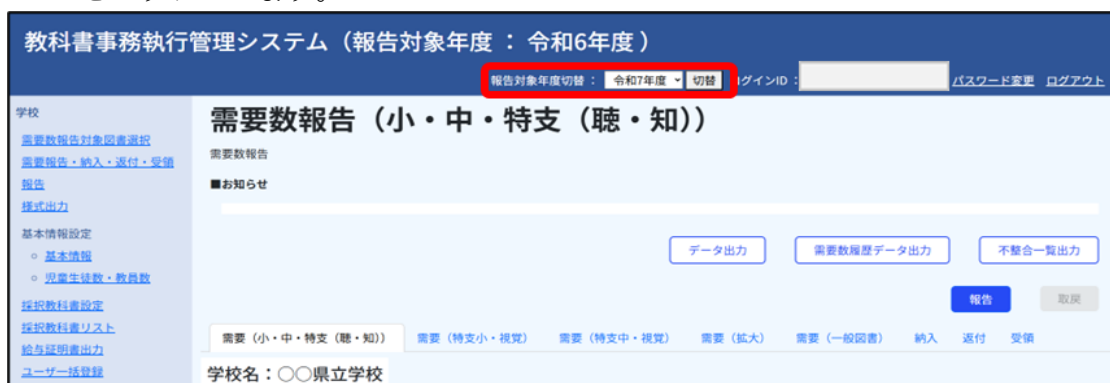 教科書事務執行管理システム（報告対象年度 ： 令和6年度 ）
報告対象年度切替 ： 令和7年度 切替 ログインID : パスワード変更 ログアウト
学校
需要数報告対象図書選択
需要報告・納入・返付・受領
報告
様式出力
基本情報設定
基本情報
児童生徒数・教員数
採択教科書設定
採択教科書リスト
給与証明書出力
ユーザ一括登録
需要数報告（小・中・特支（聴・知））
需要数報告
■お知らせ
データ出力 需要数履歴データ出力 不整合一覧出力
報告 取戻
需要（小・中・特支（聴・知）） 需要（特支小・視覚） 需要（特支中・視覚） 需要（拡大） 需要（一般図書） 納入 返付 受領
学校名：○○県立学校